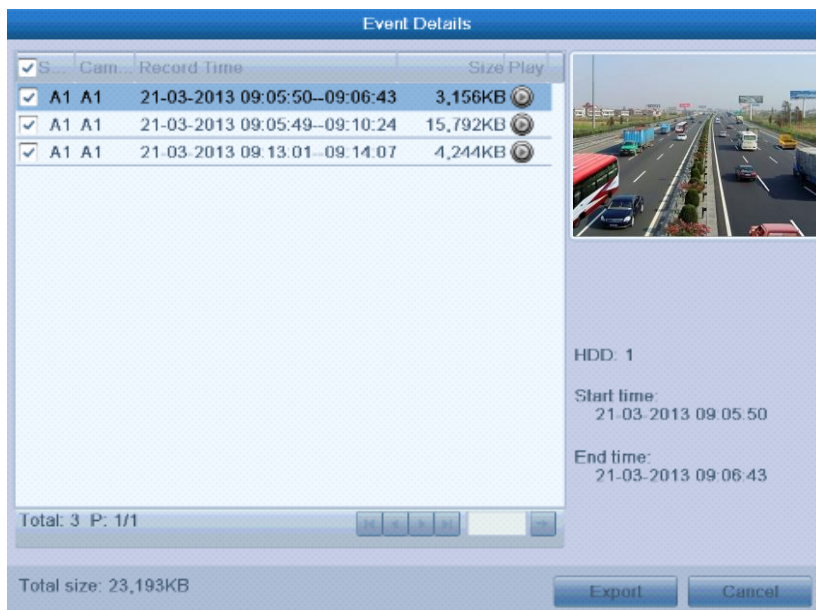 Event Details
S... Cam... Record Time Size Play
A1 A1 21-03-2013 09:05:50--09:06:43 3,156KB
A1 A1 21-03-2013 09:05:49--09:10:24 15,792KB
A1 A1 21-03-2013 09:13:01--09:14:07 4,244KB
HDD: 1
Start time:
21-03-2013 09:05:50
End time:
21-03-2013 09:06:43
Total: 3 P: 1/1
Total size: 23,193KB
Export Cancel